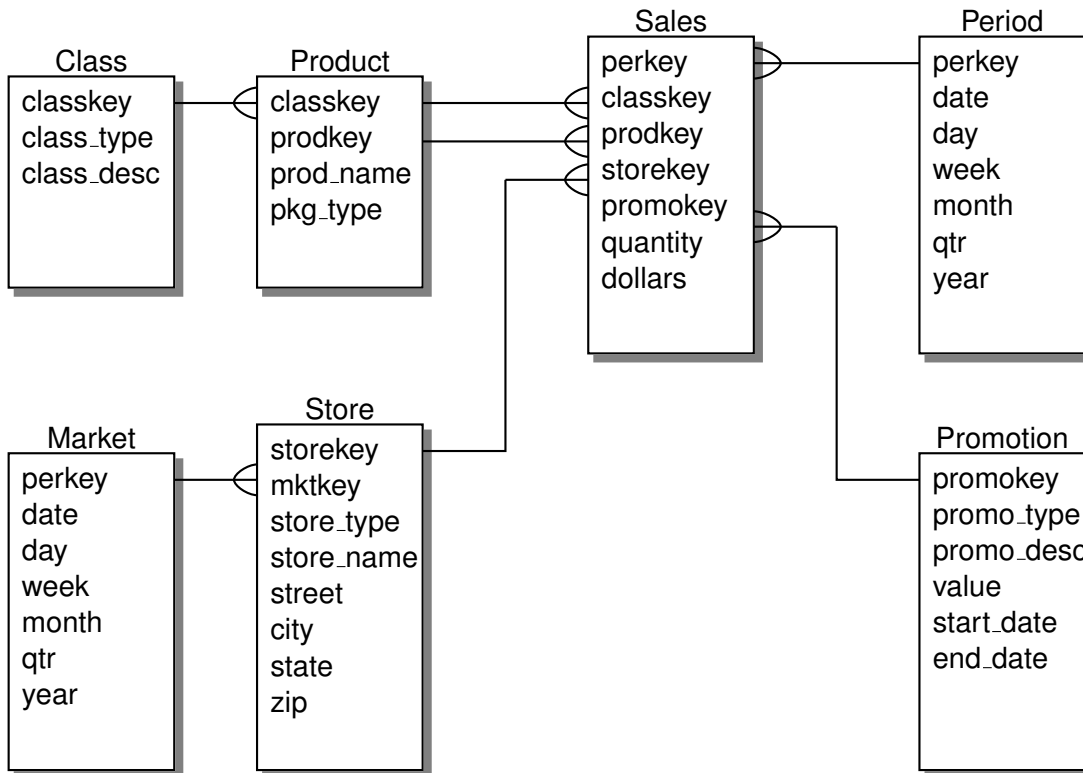 Class
classkey
class_type
class_desc
Product
classkey
prodkey
prod_name
pkg_type
Sales
perkey
classkey
prodkey
storekey
promokey
quantity
dollars
Period
perkey
date
day
week
month
qtr
year
Market
perkey
date
day
week
month
qtr
year
Store
storekey
mktkey
store_type
store_name
street
city
state
zip
Promotion
promokey
promo_type
promo_desc
value
start_date
end_date